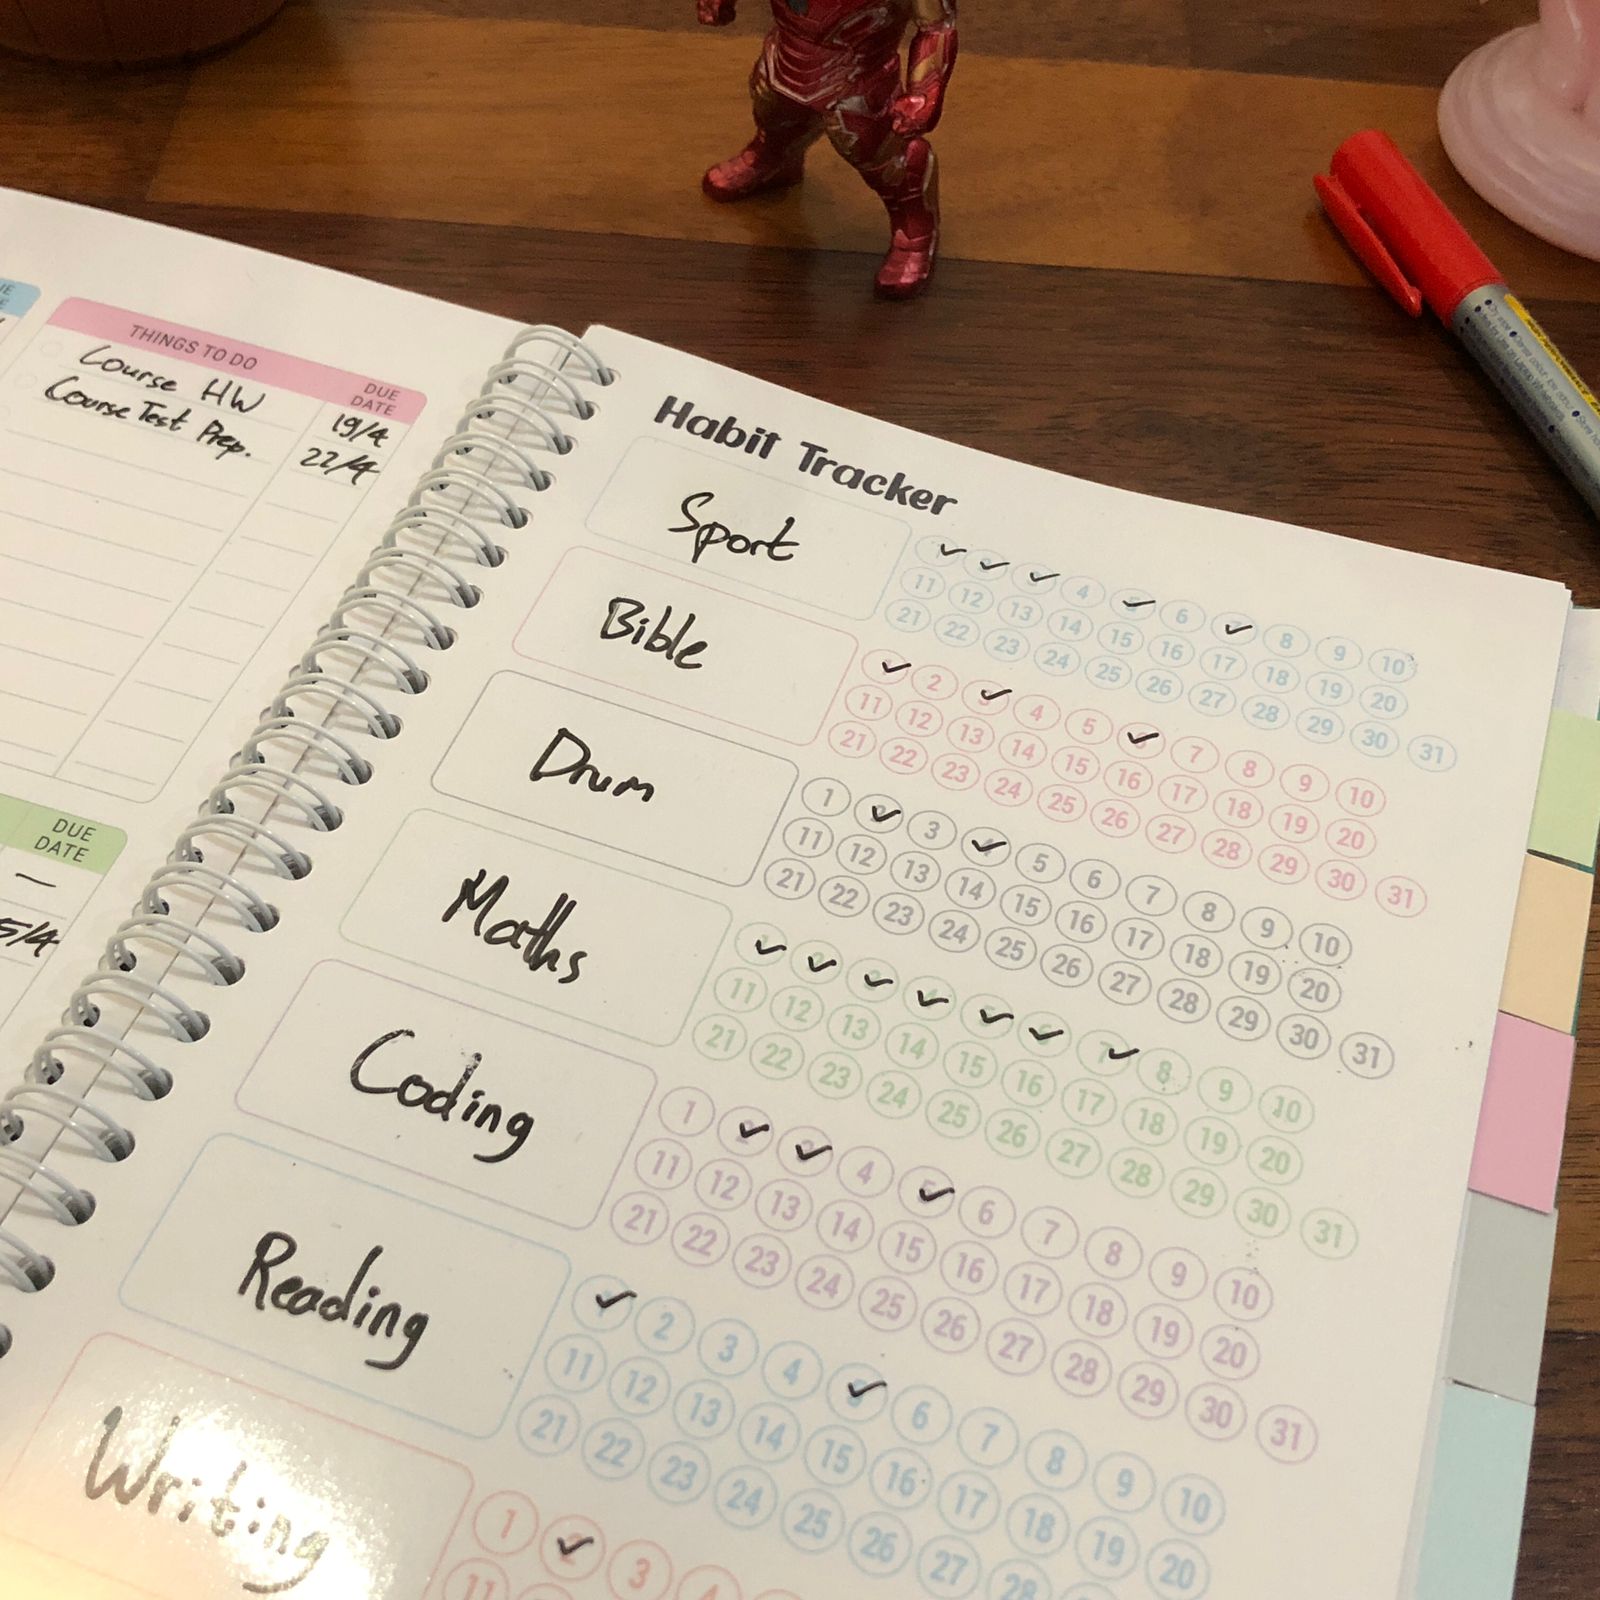 THINGS TO DO
DUE DATE
Course HW 19/4
Course Test Prep. 22/4
DUE DATE
—
5/4
Habit Tracker
Sport
4 6 8 9 10
11 12 13 14 15 16 17 18 19 20
21 22 23 24 25 26 27 28 29 30 31
Bible
2 4 5 7 8 9 10
11 12 13 14 15 16 17 18 19 20
21 22 23 24 25 26 27 28 29 30 31
Drum
1 3 4 5 6 7 8 9 10
11 12 13 14 15 16 17 18 19 20
21 22 23 24 25 26 27 28 29 30 31
Maths
7 8 9 10
11 12 13 14 15 16 17 18 19 20
21 22 23 24 25 26 27 28 29 30 31
Coding
1 4 5 6 7 8 9 10
11 12 13 14 15 16 17 18 19 20
21 22 23 24 25 26 27 28 29 30 31
Reading
2 3 4 6 7 8 9 10
11 12 13 14 15 16 17 18 19 20
21 22 23 24 25 26 27 28
Writing
1 3 4
11